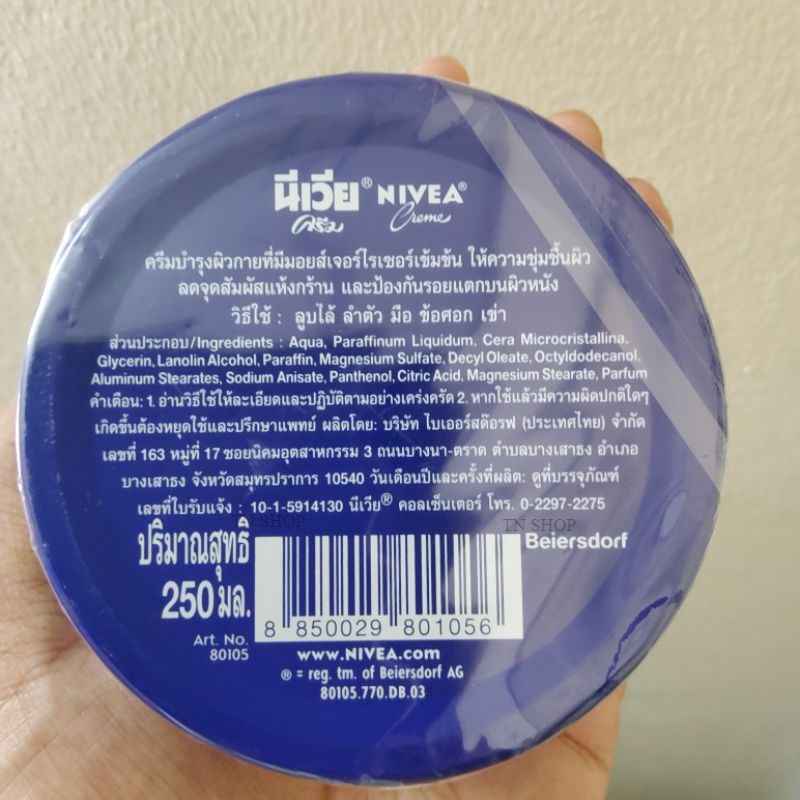 นีเวีย® NIVEA®
ครีม Creme
ครีมบำรุงผิวกายที่มีมอยส์เจอร์ไรเซอร์เข้มข้น ให้ความชุ่มชื้นผิว
ลดจุดสัมผัสแห้งกร้าน และป้องกันรอยแตกบนผิวหนัง
วิธีใช้ : ลูบไล้ ลำตัว มือ ข้อศอก เข่า
ส่วนประกอบ/Ingredients : Aqua, Paraffinum Liquidum, Cera Microcristallina,
Glycerin, Lanolin Alcohol, Paraffin, Magnesium Sulfate, Decyl Oleate, Octyldodecanol,
Aluminum Stearates, Sodium Anisate, Panthenol, Citric Acid, Magnesium Stearate, Parfum
คำเตือน: 1. อ่านวิธีใช้ให้ละเอียดและปฏิบัติตามอย่างเคร่งครัด 2. หากใช้แล้วมีความผิดปกติใดๆ
เกิดขึ้นต้องหยุดใช้และปรึกษาแพทย์ ผลิตโดย: บริษัท ไบเออร์สด๊อรฟ (ประเทศไทย) จำกัด
เลขที่ 163 หมู่ที่ 17 ซอยนิคมอุตสาหกรรม 3 ถนนบางนา-ตราด ตำบลบางเสาธง อำเภอ
บางเสาธง จังหวัดสมุทรปราการ 10540 วันเดือนปีและครั้งที่ผลิต: ดูที่บรรจุภัณฑ์
เลขที่ใบรับแจ้ง : 10-1-5914130 นีเวีย® คอลเซ็นเตอร์ โทร. 0-2297-2275
TN SHOP TN SHOP
ปริมาณสุทธิ Beiersdorf
250 มล.
8 850029 801056
Art. No.
80105
www.NIVEA.com
® = reg. tm. of Beiersdorf AG
80105.770.DB.03